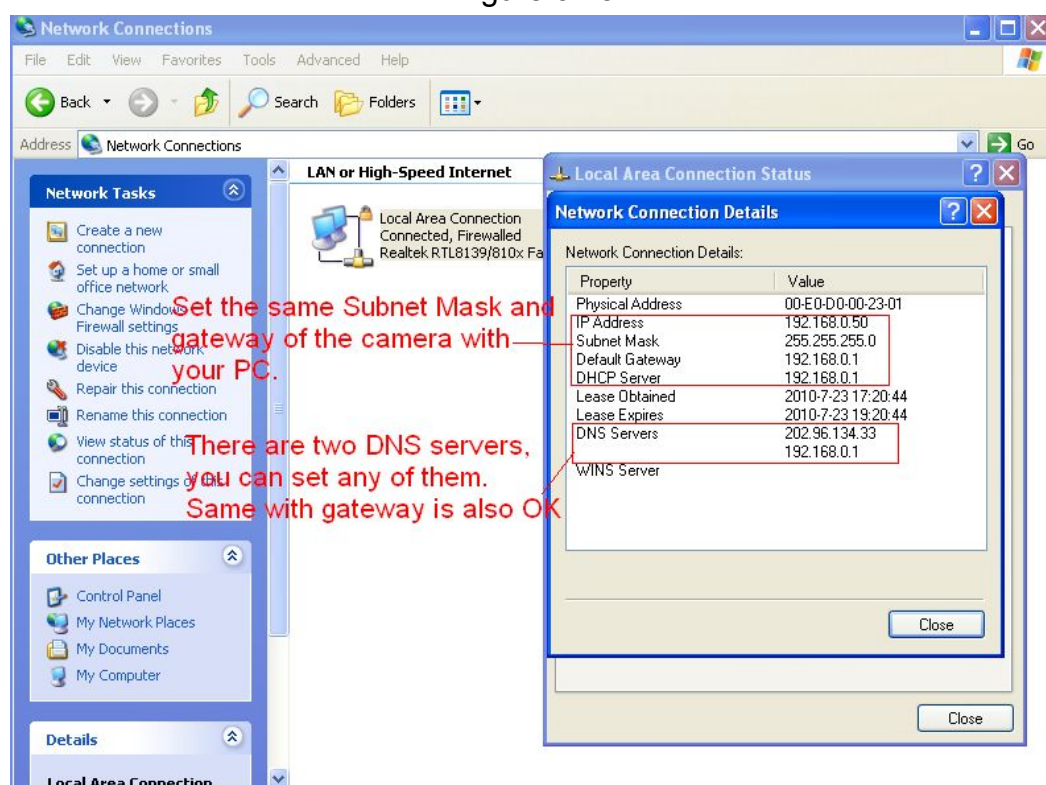 Network Connections
File Edit View Favorites Tools Advanced Help
Back Search Folders
Address Network Connections Go
Network Tasks
Create a new
connection
Set up a home or small
office network
Change Windows
Firewall settings
Disable this network
device
Repair this connection
Rename this connection
View status of this
connection
Change settings of this
connection
Other Places
Control Panel
My Network Places
My Documents
My Computer
Details
Local Area Connection
LAN or High-Speed Internet
Local Area Connection
Connected, Firewalled
Realtek RTL8139/810x Fa
Set the same Subnet Mask and
gateway of the camera with
your PC.
There are two DNS servers,
you can set any of them.
Same with gateway is also OK
Local Area Connection Status
Network Connection Details
Network Connection Details:
Property Value
Physical Address 00-E0-D0-00-23-01
IP Address 192.168.0.50
Subnet Mask 255.255.255.0
Default Gateway 192.168.0.1
DHCP Server 192.168.0.1
Lease Obtained 2010-7-23 17:20:44
Lease Expires 2010-7-23 19:20:44
DNS Servers 202.96.134.33
192.168.0.1
WINS Server
Close
Close